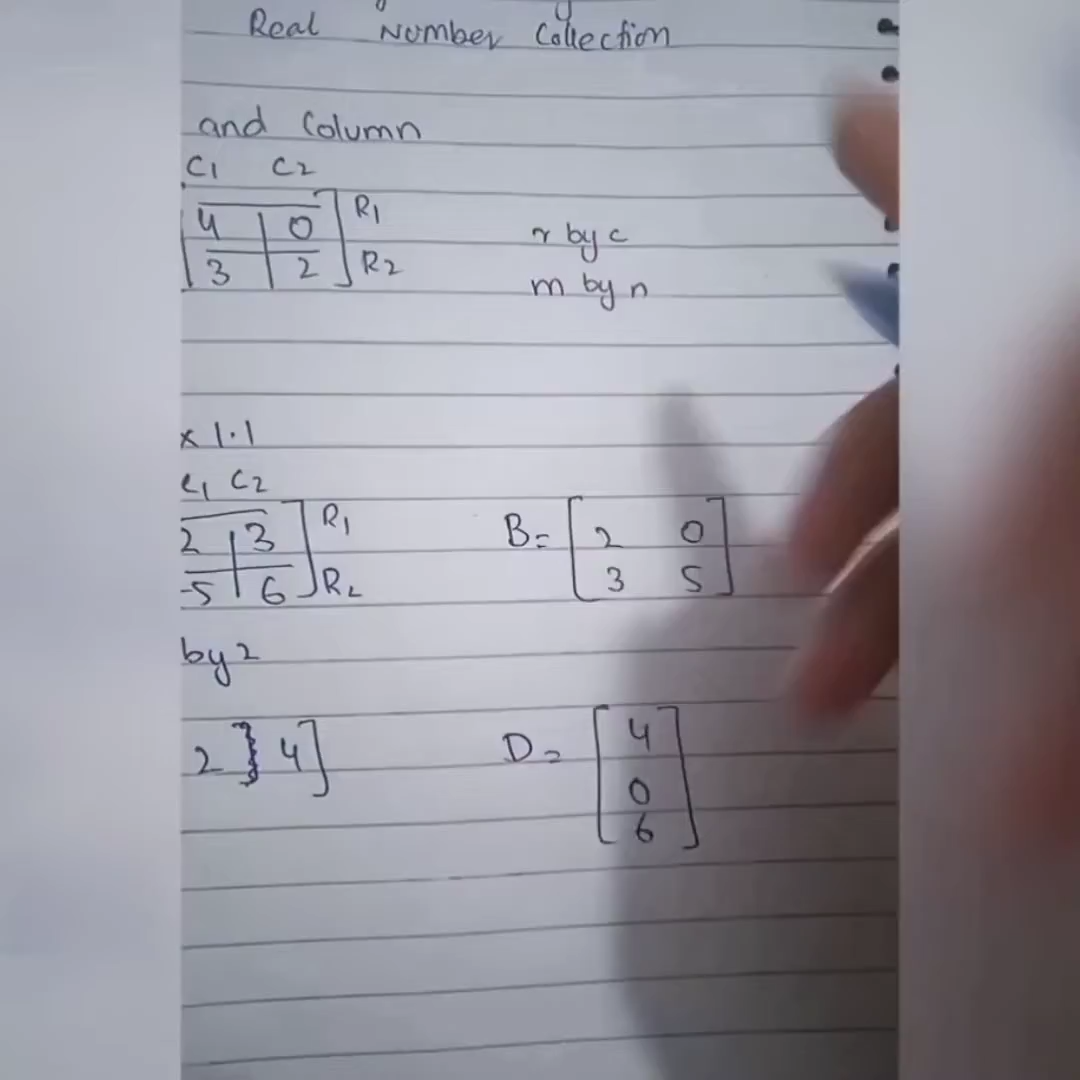 Real Number Collection
and Column
C1 C2
4 0 R1
3 2 R2
r by c
m by n
x 1.1
C1 C2
2 3 R1
-5 6 R2
B= 2 0
3 5
by 2
2 4
D= 4
0
6